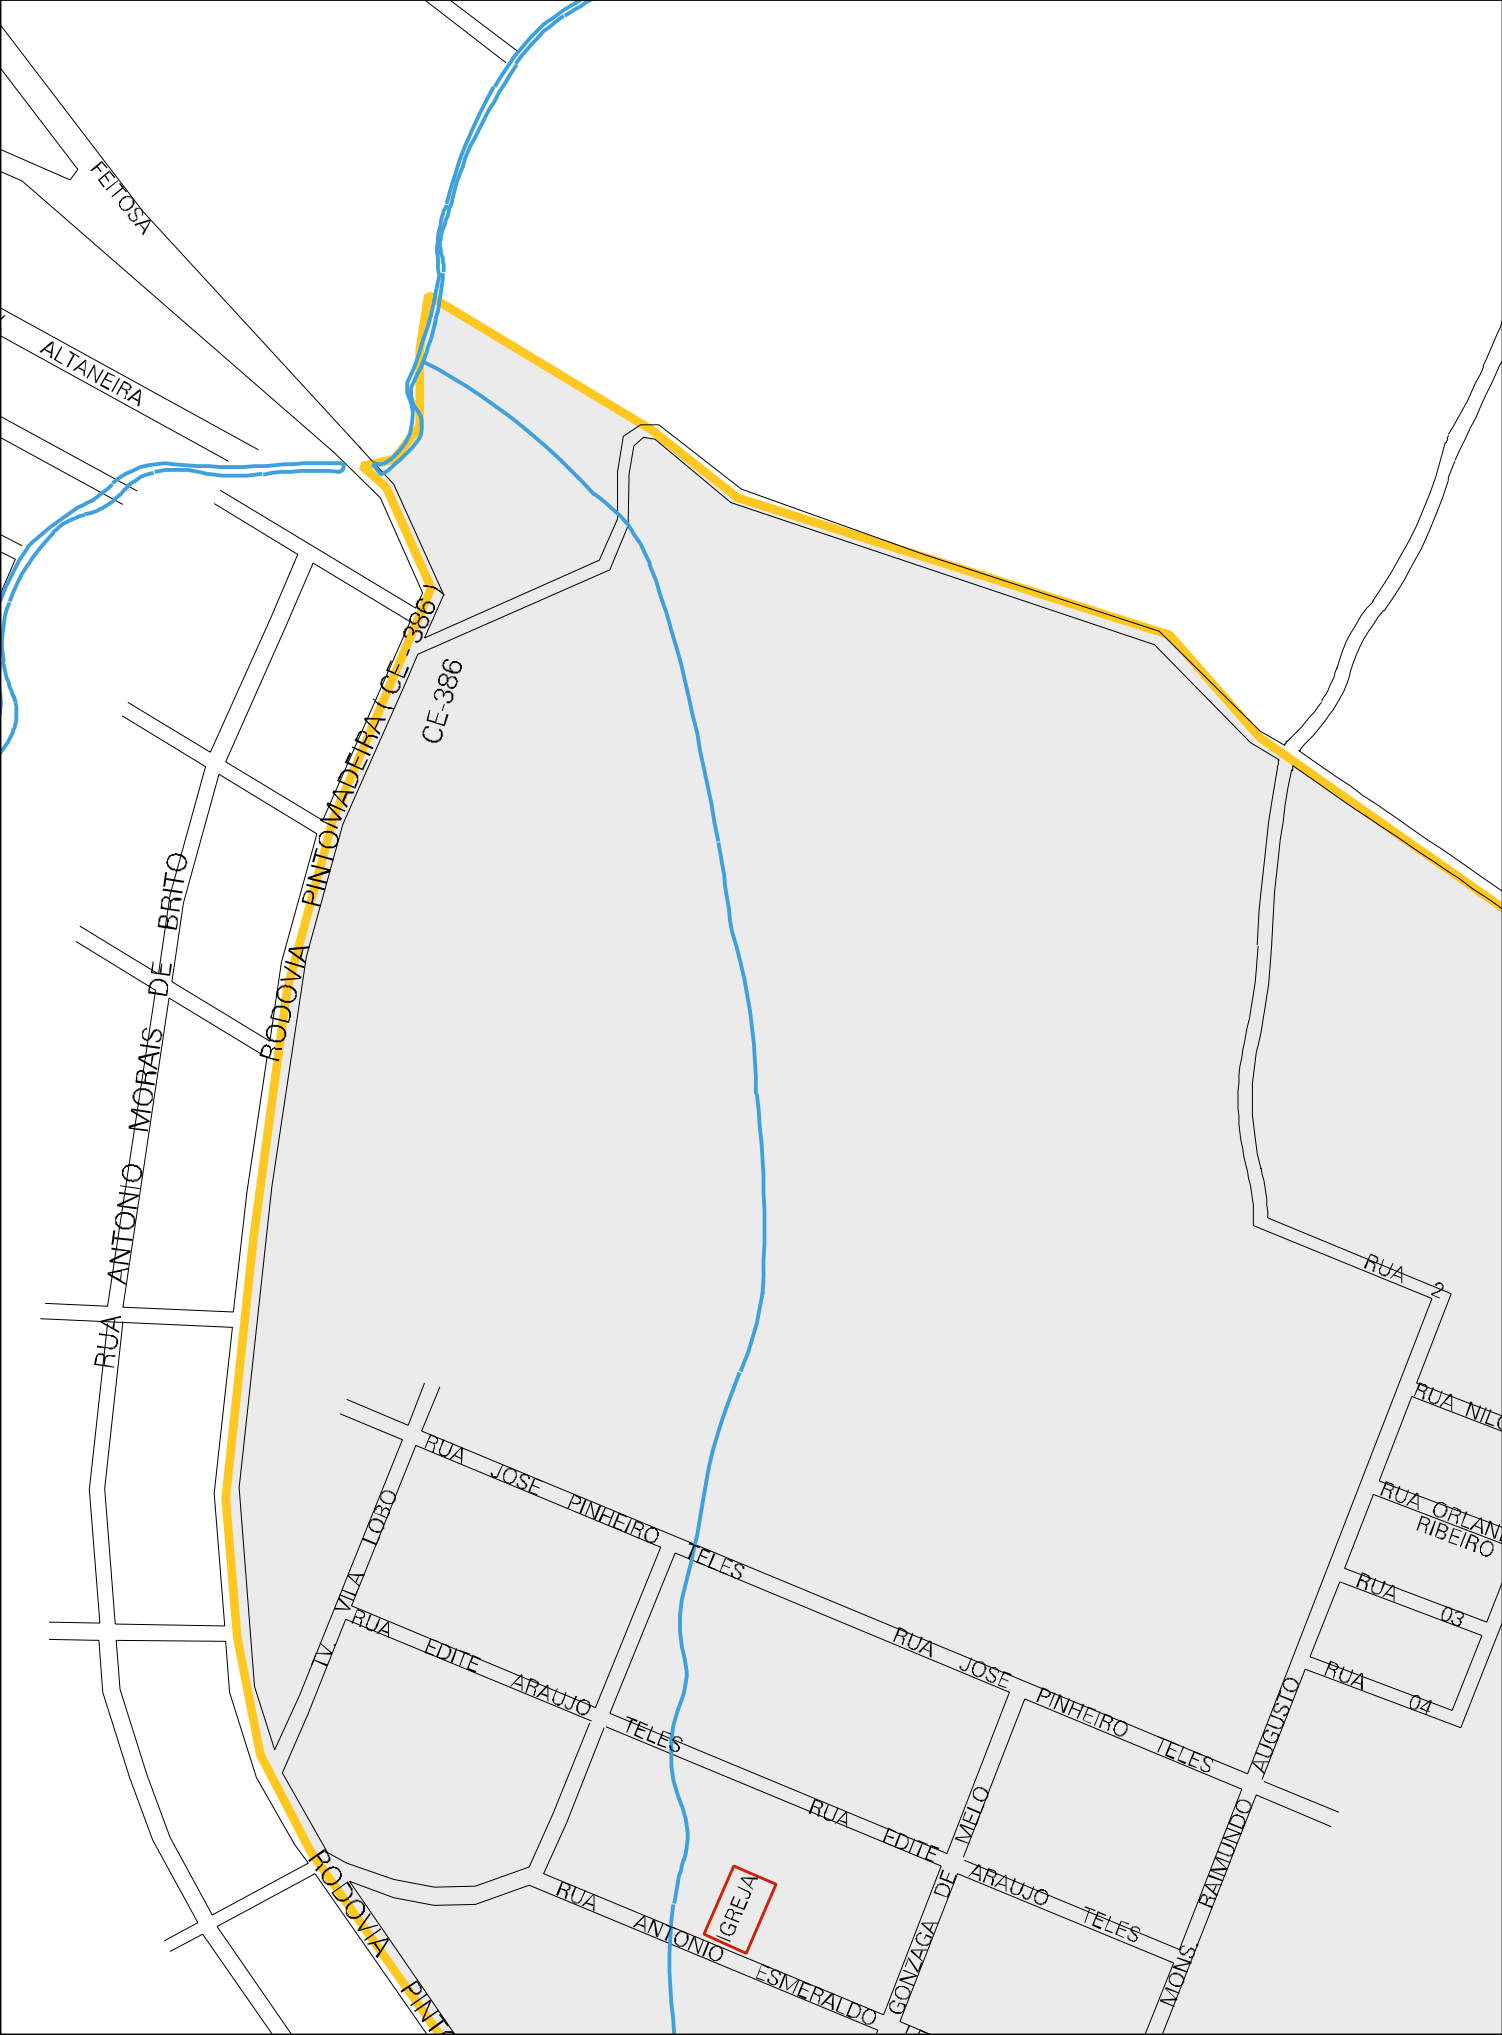 FEITOSA
ALTANEIRA
RODOVIA PINTOMADEIRA ( CE - 386 )
CE-386
RUA ANTONIO MORAIS DE BRITO
RUA 2
RUA NILO
RUA ORLAN
RIBEIRO
RUA 03
RUA 04
RUA JOSE PINHEIRO TELES
TV. VILA LOBO
RUA EDITE ARAUJO TELES
RUA JOSE PINHEIRO TELES
RUA EDITE ARAUJO TELES
MONS. RAIMUNDO AUGUSTO
GONZAGA DE MELO
IGREJA
RUA ANTONIO ESMERALDO
RODOVIA PINTO